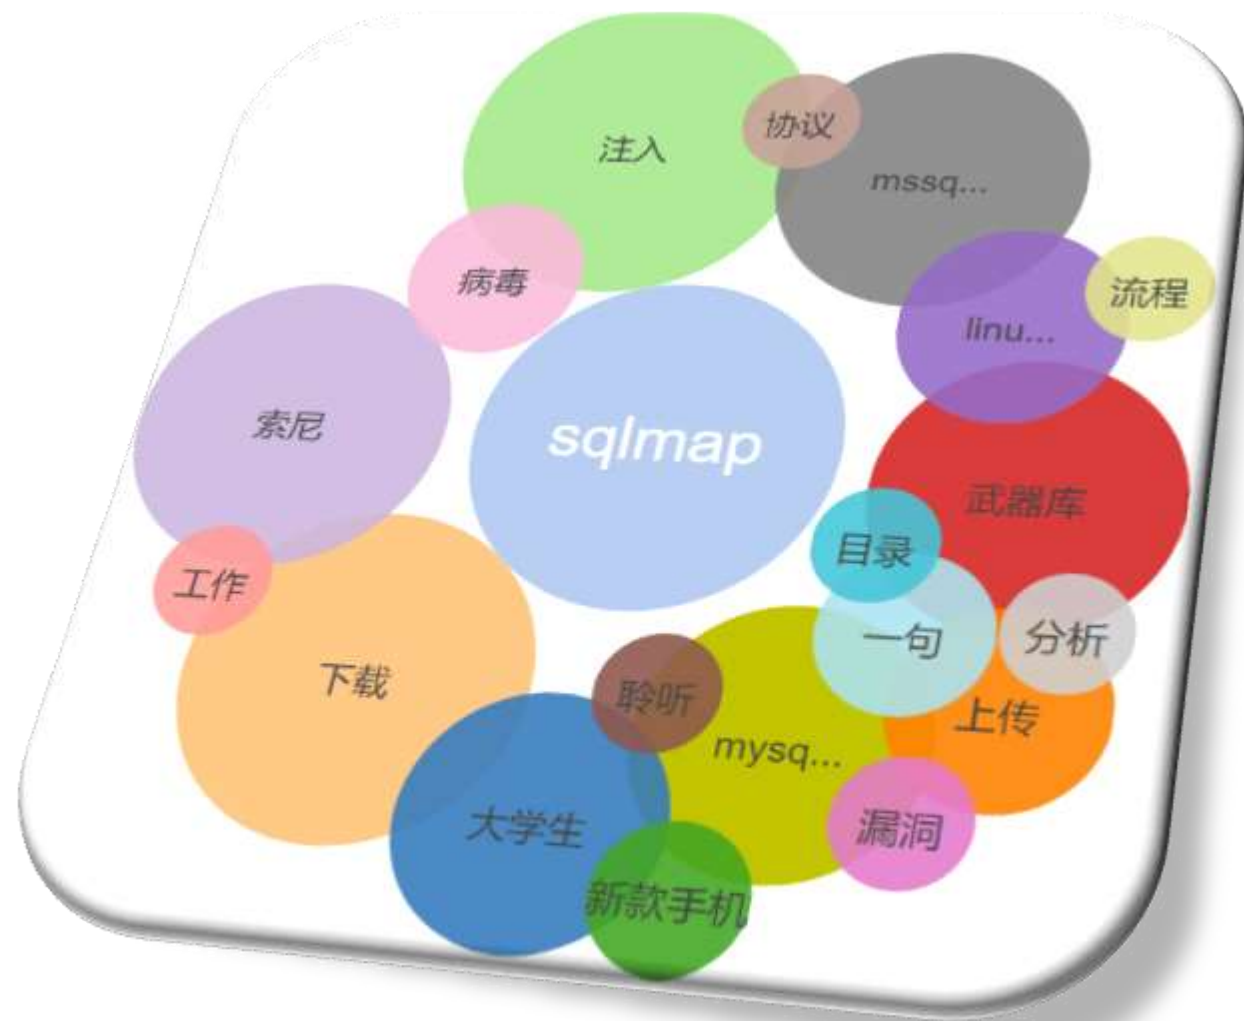 注入
协议
mssq...
病毒
linu...
流程
索尼
sqlmap
武器库
目录
工作
一句
分析
下载
聆听
上传
mysq...
大学生
漏洞
新款手机